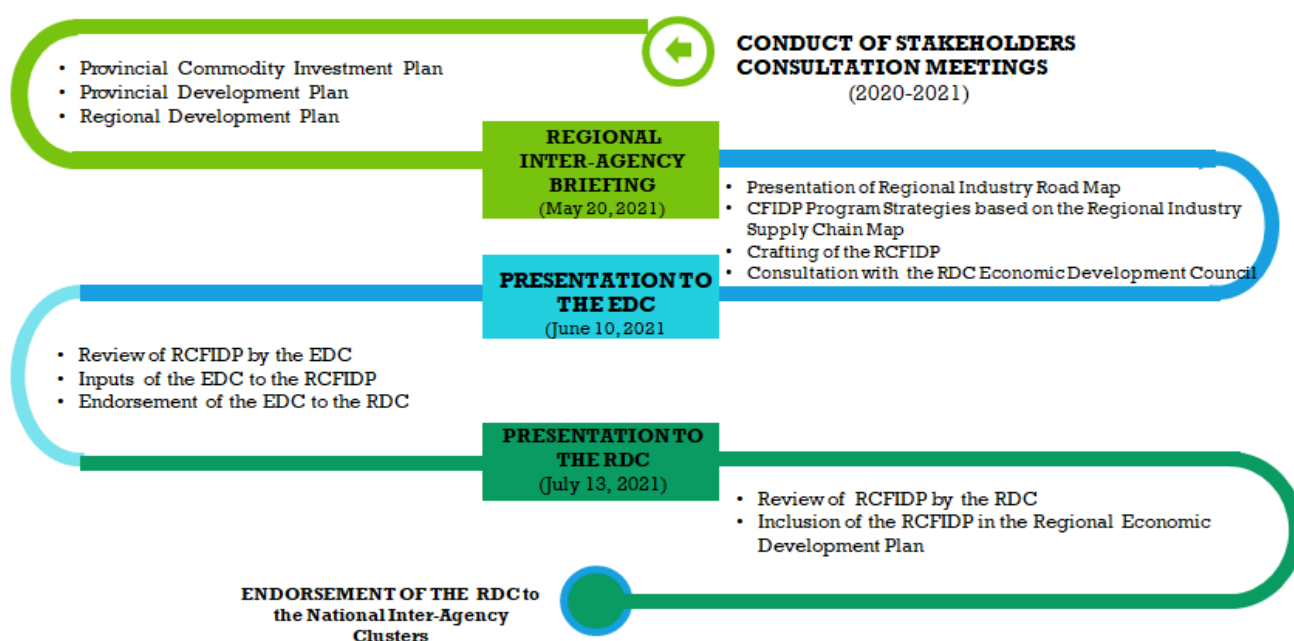 CONDUCT OF STAKEHOLDERS
CONSULTATION MEETINGS
(2020-2021)
• Provincial Commodity Investment Plan
• Provincial Development Plan
• Regional Development Plan
REGIONAL
INTER-AGENCY
BRIEFING
(May 20, 2021)
• Presentation of Regional Industry Road Map
• CFIDP Program Strategies based on the Regional Industry
Supply Chain Map
• Crafting of the RCFIDP
• Consultation with the RDC Economic Development Council
PRESENTATION TO
THE EDC
(June 10, 2021
• Review of RCFIDP by the EDC
• Inputs of the EDC to the RCFIDP
• Endorsement of the EDC to the RDC
PRESENTATION TO
THE RDC
(July 13, 2021)
• Review of RCFIDP by the RDC
• Inclusion of the RCFIDP in the Regional Economic
Development Plan
ENDORSEMENT OF THE RDC to
the National Inter-Agency
Clusters